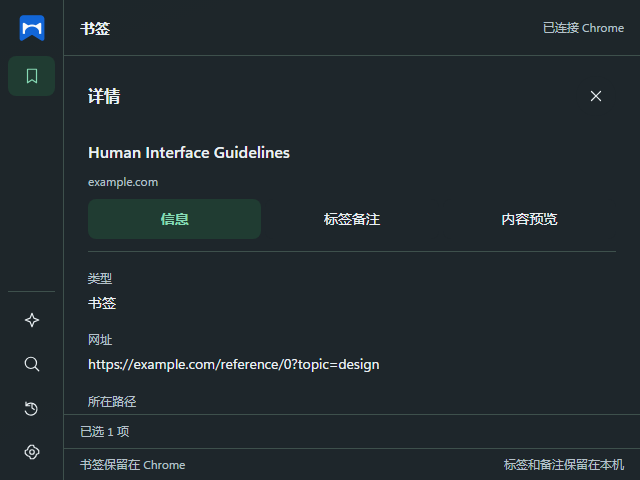 书签
已连接 Chrome
详情
Human Interface Guidelines
example.com
信息
标签备注
内容预览
类型
书签
网址
https://example.com/reference/0?topic=design
所在路径
已选 1 项
书签保留在 Chrome
标签和备注保留在本机